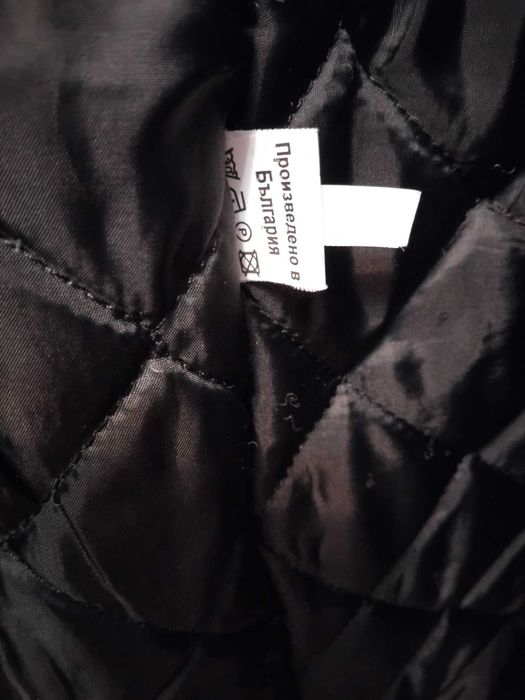 Произведено в
България
P